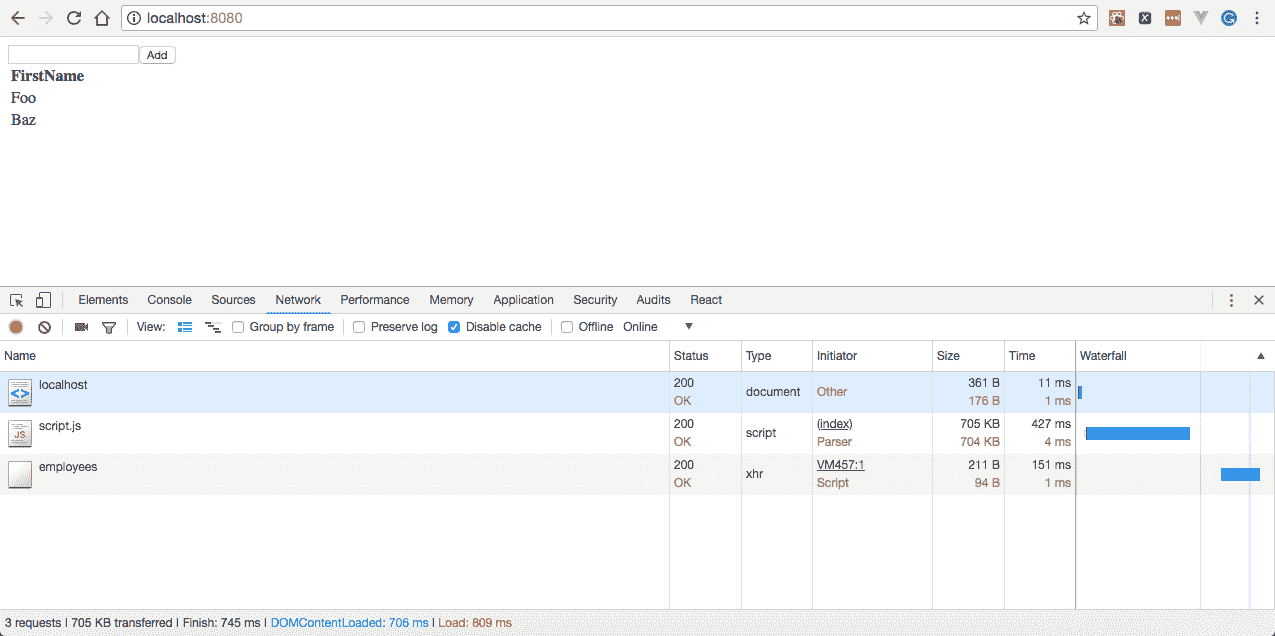 localhost:8080
Add
FirstName
Foo
Baz
Elements Console Sources Network Performance Memory Application Security Audits React
View: Group by frame Preserve log Disable cache Offline Online
Name Status Type Initiator Size Time Waterfall
localhost 200 OK document Other 361 B 176 B 11 ms 1 ms
script.js 200 OK script (index) Parser 705 KB 704 KB 427 ms 4 ms
JS
employees 200 OK xhr VM457:1 Script 211 B 94 B 151 ms 1 ms
3 requests | 705 KB transferred | Finish: 745 ms | DOMContentLoaded: 706 ms | Load: 809 ms